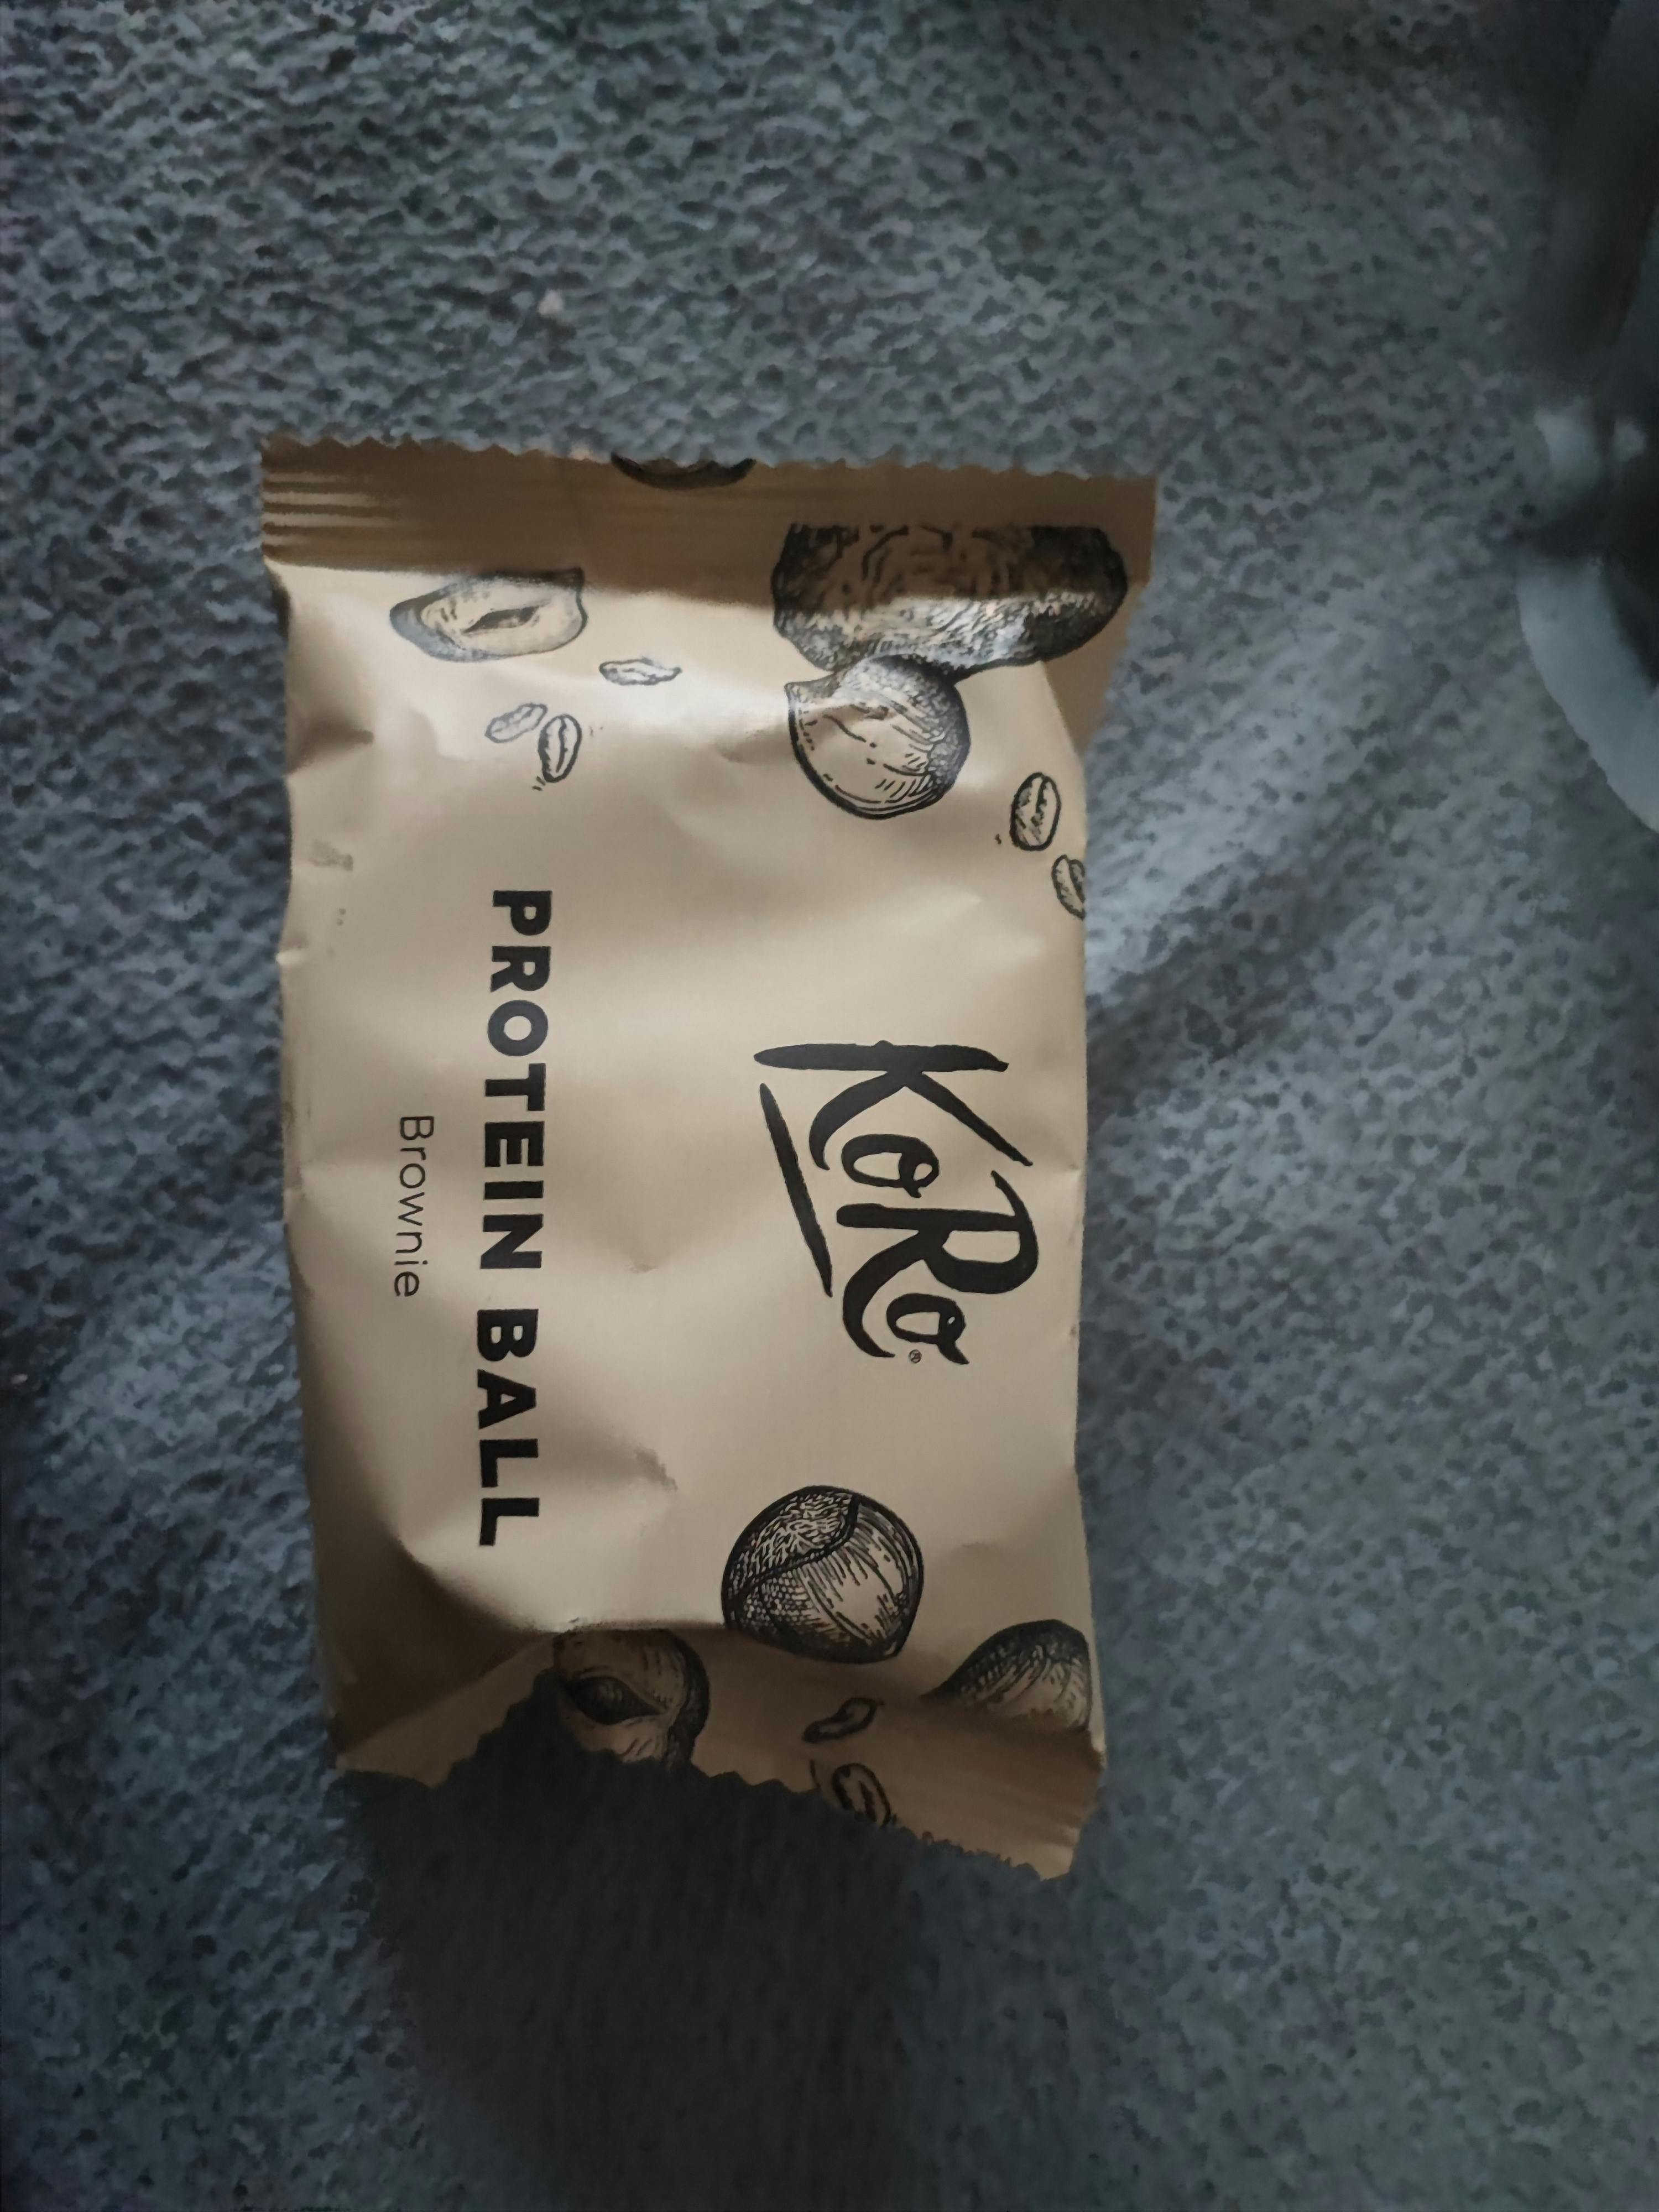 KoRo®
PROTEIN BALL
Brownie